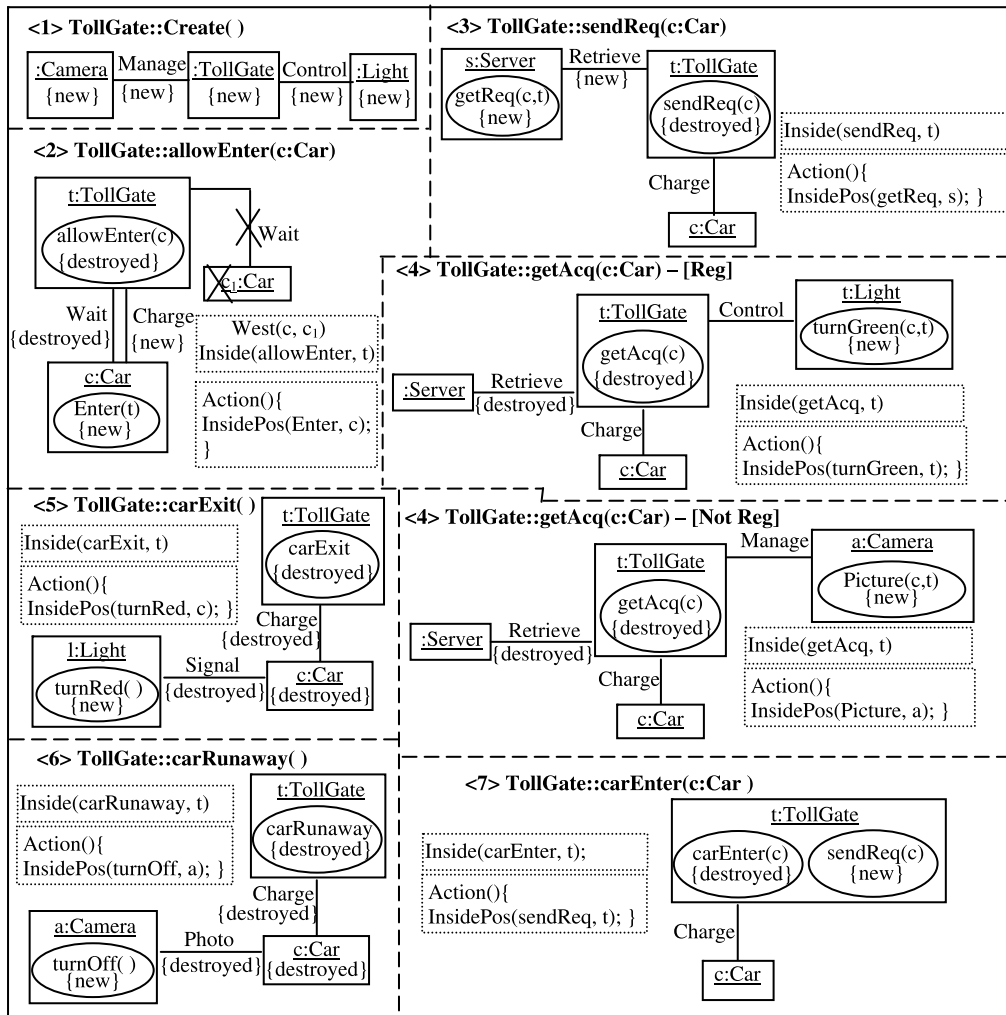 <1> TollGate::Create( )
:Camera
{new}
Manage
{new}
:TollGate
{new}
Control
{new}
:Light
{new}
<2> TollGate::allowEnter(c:Car)
t:TollGate
allowEnter(c)
{destroyed}
Wait
c1:Car
Wait
{destroyed}
Charge
{new}
West(c, c1)
Inside(allowEnter, t)
c:Car
Enter(t)
{new}
Action(){
InsidePos(Enter, c);
}
<3> TollGate::sendReq(c:Car)
s:Server
getReq(c,t)
{new}
Retrieve
{new}
t:TollGate
sendReq(c)
{destroyed}
Inside(sendReq, t)
Action(){
InsidePos(getReq, s); }
Charge
c:Car
<4> TollGate::getAcq(c:Car) – [Reg]
t:TollGate
getAcq(c)
{destroyed}
Control
t:Light
turnGreen(c,t)
{new}
:Server
Retrieve
{destroyed}
Charge
c:Car
Inside(getAcq, t)
Action(){
InsidePos(turnGreen, t); }
<5> TollGate::carExit( )
Inside(carExit, t)
Action(){
InsidePos(turnRed, c); }
t:TollGate
carExit
{destroyed}
Charge
{destroyed}
l:Light
turnRed( )
{new}
Signal
{destroyed}
c:Car
{destroyed}
<4> TollGate::getAcq(c:Car) – [Not Reg]
t:TollGate
getAcq(c)
{destroyed}
Manage
a:Camera
Picture(c,t)
{new}
:Server
Retrieve
{destroyed}
Charge
c:Car
Inside(getAcq, t)
Action(){
InsidePos(Picture, a); }
<6> TollGate::carRunaway( )
Inside(carRunaway, t)
Action(){
InsidePos(turnOff, a); }
t:TollGate
carRunaway
{destroyed}
Charge
{destroyed}
a:Camera
turnOff( )
{new}
Photo
{destroyed}
c:Car
{destroyed}
<7> TollGate::carEnter(c:Car )
Inside(carEnter, t);
Action(){
InsidePos(sendReq, t); }
t:TollGate
carEnter(c)
{destroyed}
sendReq(c)
{new}
Charge
c:Car